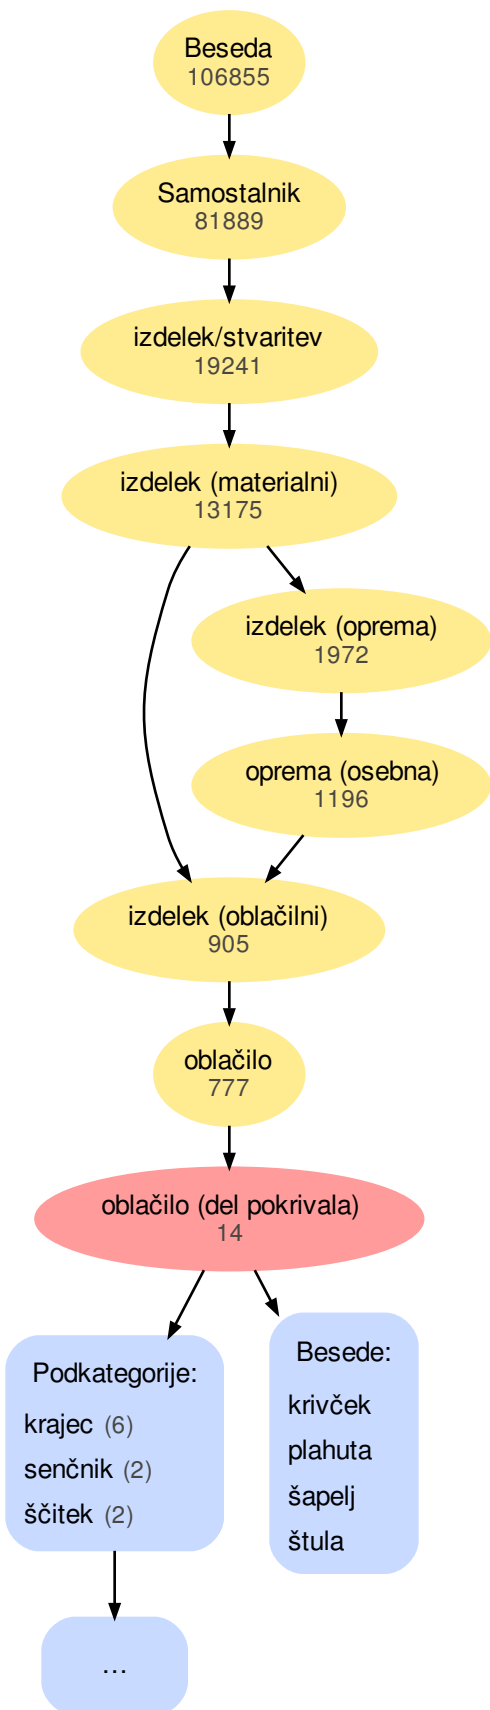 Beseda
106855
Samostalnik
81889
izdelek/stvaritev
19241
izdelek (materialni)
13175
izdelek (oprema)
1972
oprema (osebna)
1196
izdelek (oblačilni)
905
oblačilo
777
oblačilo (del pokrivala)
14
Podkategorije:
krajec (6)
senčnik (2)
ščitek (2)
Besede:
krivček
plahuta
šapelj
štula
...